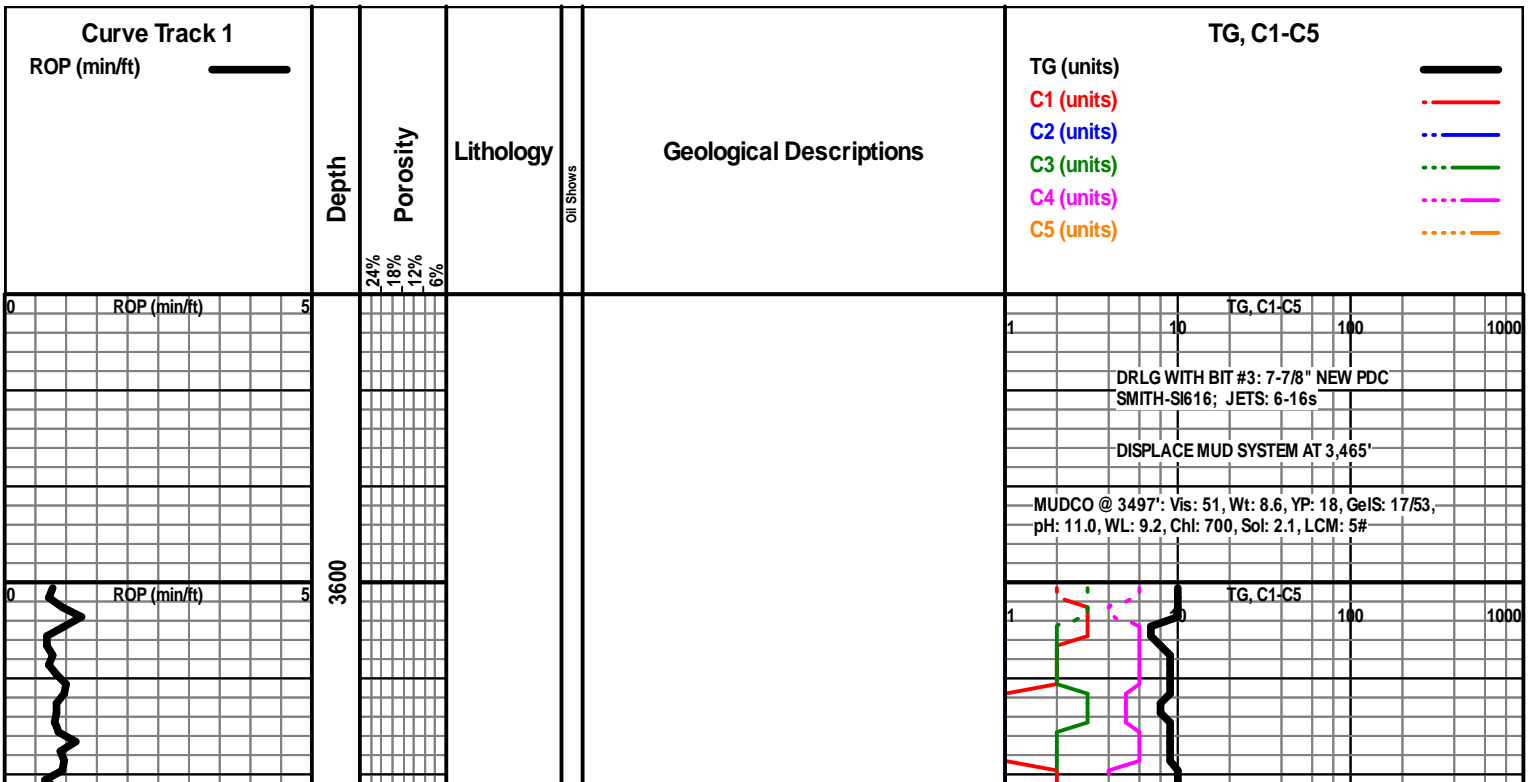 Curve Track 1
ROP (min/ft)
Depth
Porosity
24%
18%
12%
6%
Lithology
Oil Shows
Geological Descriptions
TG, C1-C5
TG (units)
C1 (units)
C2 (units)
C3 (units)
C4 (units)
C5 (units)
0 ROP (min/ft) 5
TG, C1-C5
1 10 100 1000
DRLG WITH BIT #3: 7-7/8" NEW PDC
SMITH-SI616; JETS: 6-16s
DISPLACE MUD SYSTEM AT 3,465'
MUDCO @ 3497': Vis: 51, Wt: 8.6, YP: 18, GelS: 17/53,
pH: 11.0, WL: 9.2, Chl: 700, Sol: 2.1, LCM: 5#
3600
0 ROP (min/ft) 5
TG, C1-C5
1 10 100 1000